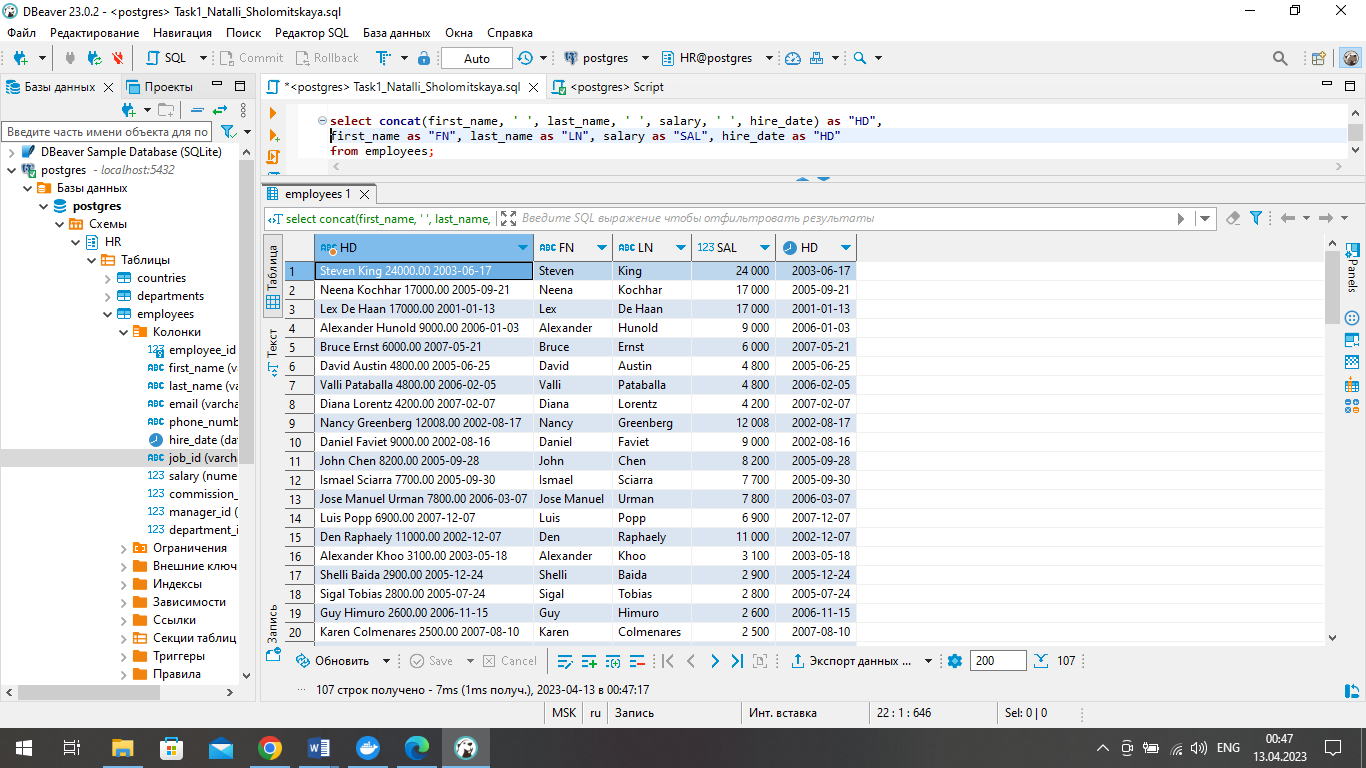 DBeaver 23.0.2 - <postgres> Task1_Natalli_Sholomitskaya.sql
Файл Редактирование Навигация Поиск Редактор SQL База данных Окна Справка
SQL Commit Rollback Auto postgres HR@postgres
Базы данных Проекты
*<postgres> Task1_Natalli_Sholomitskaya.sql <postgres> Script
Введите часть имени объекта для по
DBeaver Sample Database (SQLite)
postgres - localhost:5432
Базы данных
postgres
Схемы
HR
Таблицы
countries
departments
employees
Колонки
123 employee_id
ABC first_name (va
ABC last_name (va
ABC email (varcha
ABC phone_numb
hire_date (dat
ABC job_id (varch
123 salary (nume
123 commission_
123 manager_id (
123 department_i
Ограничения
Внешние ключ
Индексы
Зависимости
Ссылки
Секции таблиц
Триггеры
Правила
select concat(first_name, ' ', last_name, ' ', salary, ' ', hire_date) as "HD",
first_name as "FN", last_name as "LN", salary as "SAL", hire_date as "HD"
from employees;
employees 1
select concat(first_name, ' ', last_name, Введите SQL выражение чтобы отфильтровать результаты
Таблица
Текст
Запись
ABC HD ABC FN ABC LN 123 SAL HD
1 Steven King 24000.00 2003-06-17 Steven King 24 000 2003-06-17
2 Neena Kochhar 17000.00 2005-09-21 Neena Kochhar 17 000 2005-09-21
3 Lex De Haan 17000.00 2001-01-13 Lex De Haan 17 000 2001-01-13
4 Alexander Hunold 9000.00 2006-01-03 Alexander Hunold 9 000 2006-01-03
5 Bruce Ernst 6000.00 2007-05-21 Bruce Ernst 6 000 2007-05-21
6 David Austin 4800.00 2005-06-25 David Austin 4 800 2005-06-25
7 Valli Pataballa 4800.00 2006-02-05 Valli Pataballa 4 800 2006-02-05
8 Diana Lorentz 4200.00 2007-02-07 Diana Lorentz 4 200 2007-02-07
9 Nancy Greenberg 12008.00 2002-08-17 Nancy Greenberg 12 008 2002-08-17
10 Daniel Faviet 9000.00 2002-08-16 Daniel Faviet 9 000 2002-08-16
11 John Chen 8200.00 2005-09-28 John Chen 8 200 2005-09-28
12 Ismael Sciarra 7700.00 2005-09-30 Ismael Sciarra 7 700 2005-09-30
13 Jose Manuel Urman 7800.00 2006-03-07 Jose Manuel Urman 7 800 2006-03-07
14 Luis Popp 6900.00 2007-12-07 Luis Popp 6 900 2007-12-07
15 Den Raphaely 11000.00 2002-12-07 Den Raphaely 11 000 2002-12-07
16 Alexander Khoo 3100.00 2003-05-18 Alexander Khoo 3 100 2003-05-18
17 Shelli Baida 2900.00 2005-12-24 Shelli Baida 2 900 2005-12-24
18 Sigal Tobias 2800.00 2005-07-24 Sigal Tobias 2 800 2005-07-24
19 Guy Himuro 2600.00 2006-11-15 Guy Himuro 2 600 2006-11-15
20 Karen Colmenares 2500.00 2007-08-10 Karen Colmenares 2 500 2007-08-10
Panels
Обновить Save Cancel Экспорт данных ... 200 107
107 строк получено - 7ms (1ms получ.), 2023-04-13 в 00:47:17
MSK ru Запись Инт. вставка 22 : 1 : 646 Sel: 0 | 0
ENG 00:47
13.04.2023